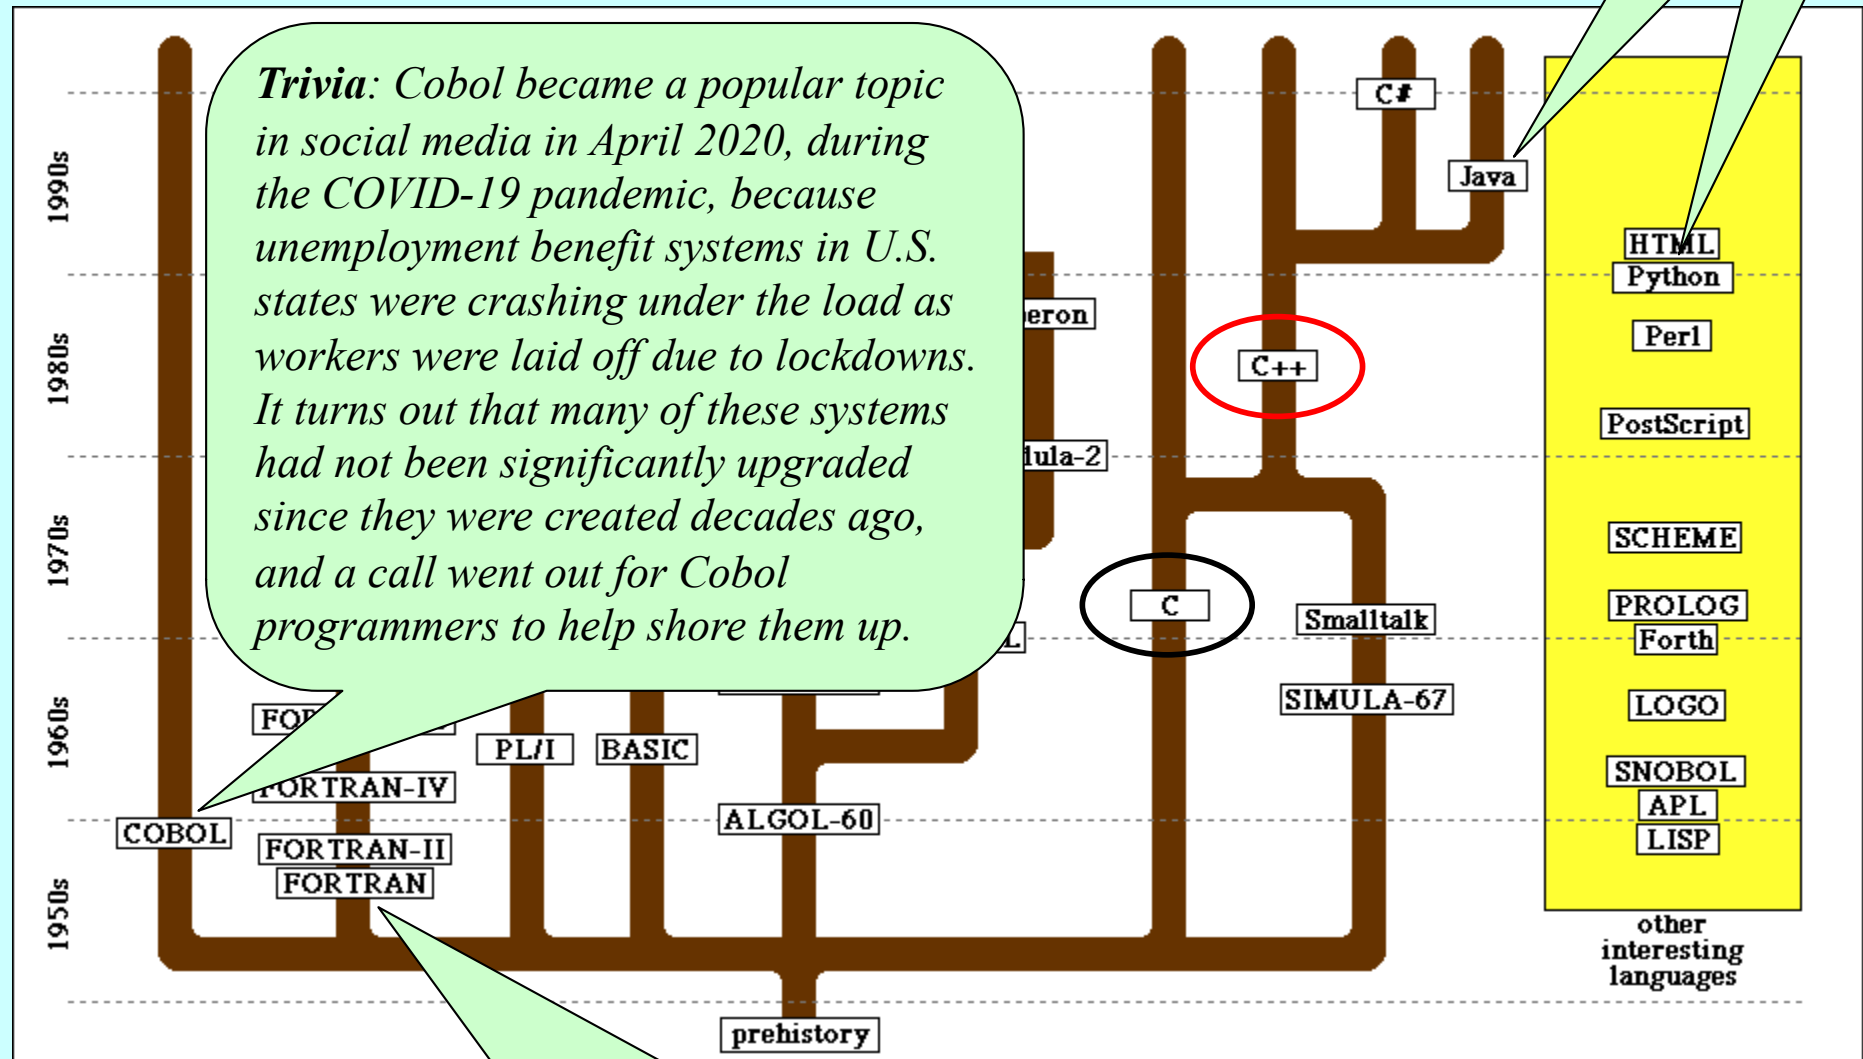 Trivia: Cobol became a popular topic
in social media in April 2020, during
the COVID-19 pandemic, because
unemployment benefit systems in U.S.
states were crashing under the load as
workers were laid off due to lockdowns.
It turns out that many of these systems
had not been significantly upgraded
since they were created decades ago,
and a call went out for Cobol
programmers to help shore them up.
1990s
1980s
1970s
1960s
1950s
COBOL
FORTRAN-IV
FORTRAN-II
FORTRAN
PL/I
BASIC
ALGOL-60
prehistory
C
C++
C#
Java
Smalltalk
SIMULA-67
HTML
Python
Perl
PostScript
SCHEME
PROLOG
Forth
LOGO
SNOBOL
APL
LISP
other
interesting
languages